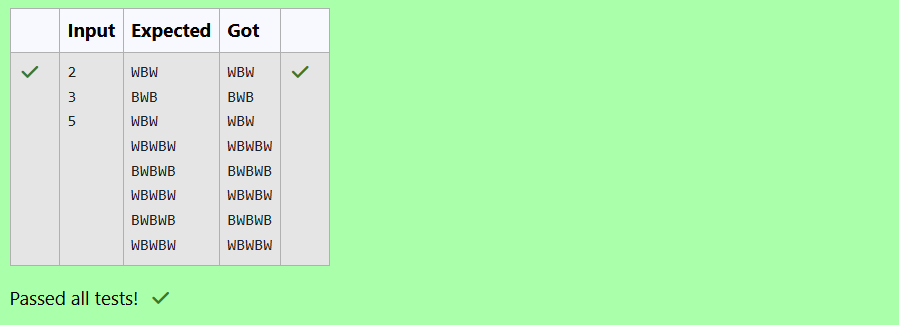 Input Expected Got
2 WBW WBW
3 BWB BWB
5 WBW WBW
WBWBW WBWBW
BWBWB BWBWB
WBWBW WBWBW
BWBWB BWBWB
WBWBW WBWBW
Passed all tests!